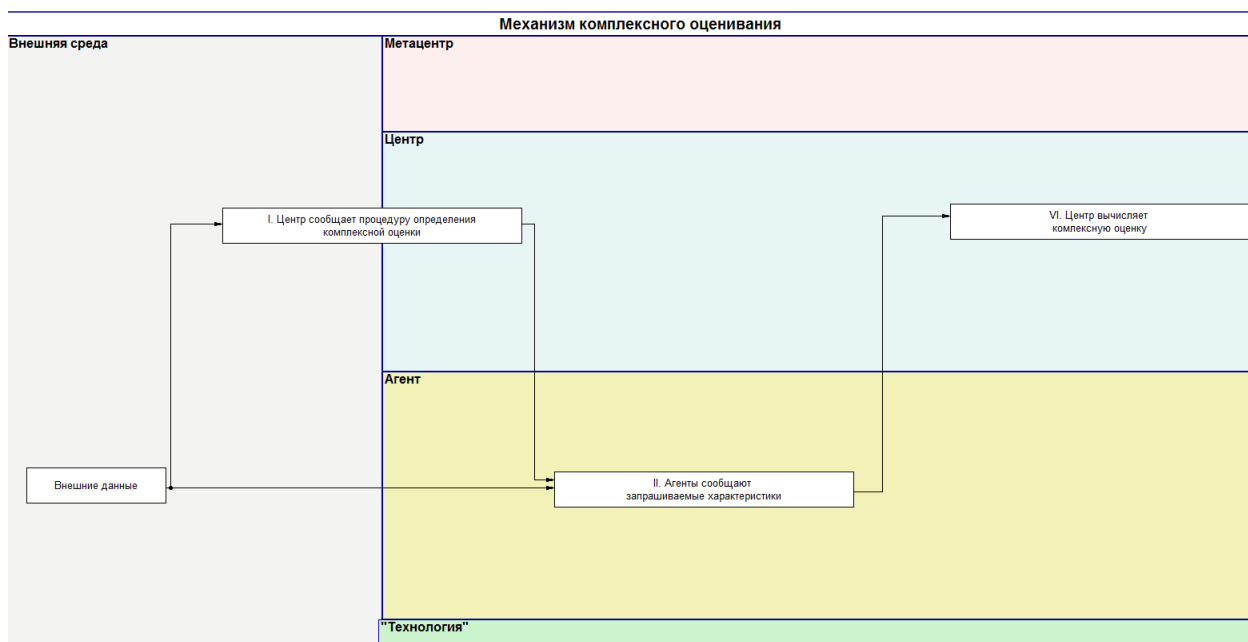 Механизм комплексного оценивания
Внешняя среда
Метацентр
Центр
I. Центр сообщает процедуру определения
комплексной оценки
VI. Центр вычисляет
комлексную оценку
Агент
Внешние данные
II. Агенты сообщают
запрашиваемые характеристики
"Технология"